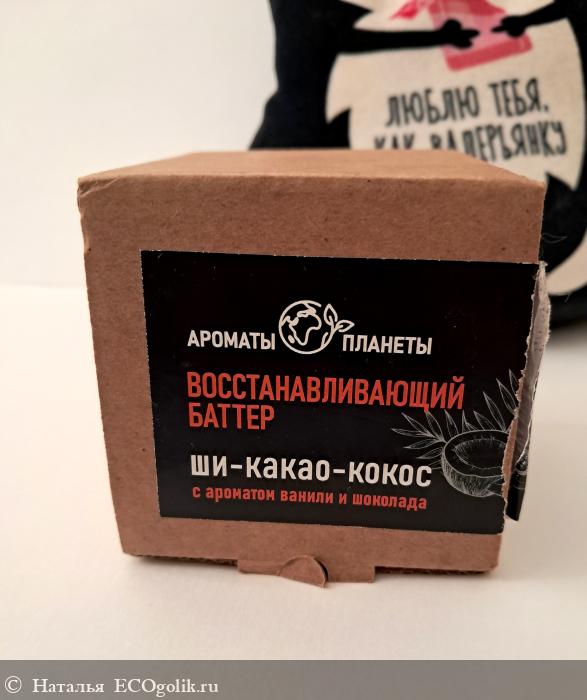 ЛЮБЛЮ ТЕБЯ,
КАК ВАЛЕРЬЯНКУ
АРОМАТЫ ПЛАНЕТЫ
ВОССТАНАВЛИВАЮЩИЙ
БАТТЕР
ШИ-КАКАО-КОКОС
с ароматом ванили и шоколада
© Наталья ECOgolik.ru